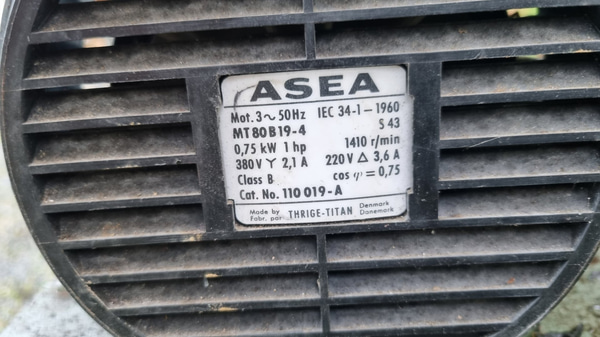 ASEA
Mot. 3~50Hz IEC 34-1-1960
MT80B19-4 S 43
0,75 kW 1 hp 1410 r/min
380V Y 2,1 A 220V △ 3,6 A
Class B cos φ = 0,75
Cat. No. 110 019-A
Made by THRIGE-TITAN Denmark
Fabr. par: Danemark